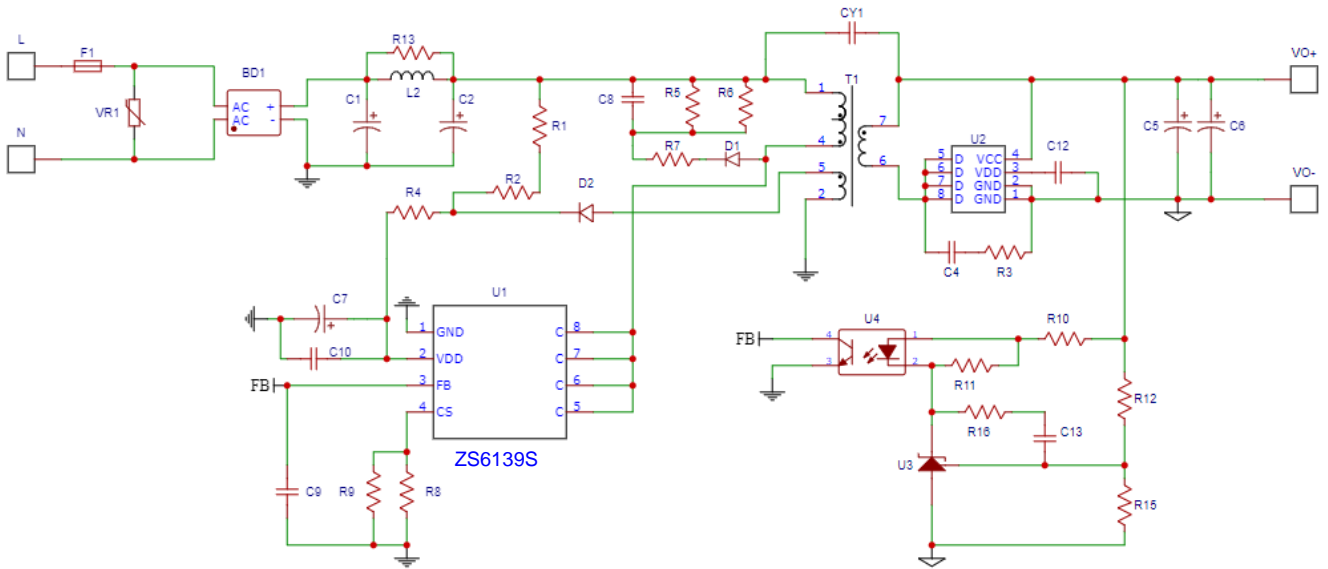 L
F1
N
VR1
BD1
AC +
AC -
R13
L2
C1
C2
R1
R2
R4
C8
R5
R6
R7
D1
D2
CY1
T1
1
4
5
2
7
6
U2
5 D VCC 4
6 D VDD 3
7 D GND 2
8 D GND 1
C12
C4
R3
C5
C6
VO+
VO-
C7
C10
U1
1 GND C 8
2 VDD C 7
3 FB C 6
4 CS C 5
ZS6139S
FB
C9
R9
R8
FB
U4
4
3
1
2
R10
R11
R12
R16
C13
U3
R15